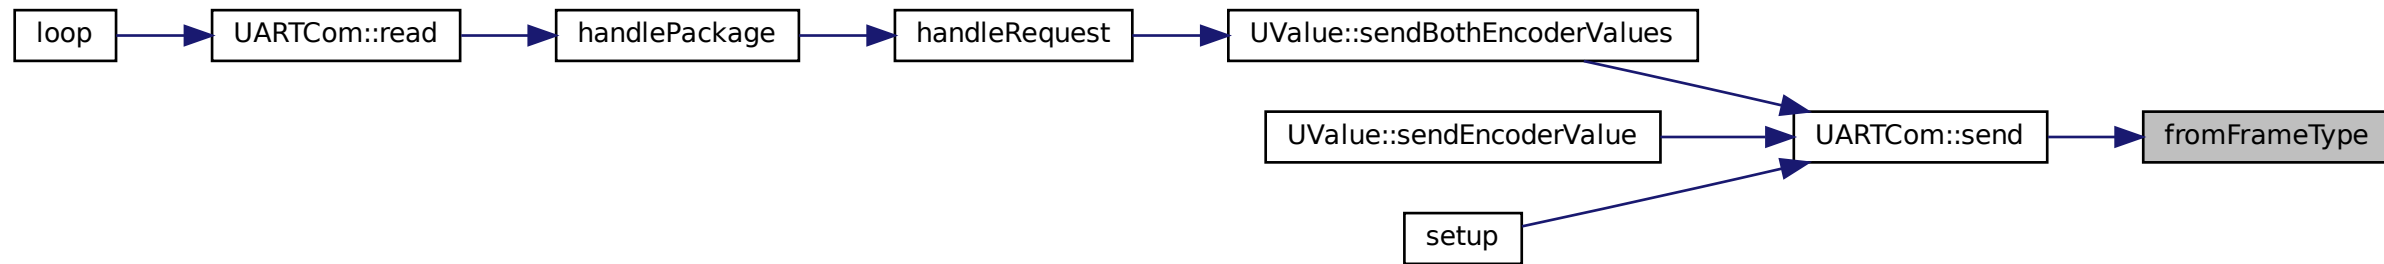 loop
UARTCom::read
handlePackage
handleRequest
UValue::sendBothEncoderValues
UValue::sendEncoderValue
UARTCom::send
fromFrameType
setup